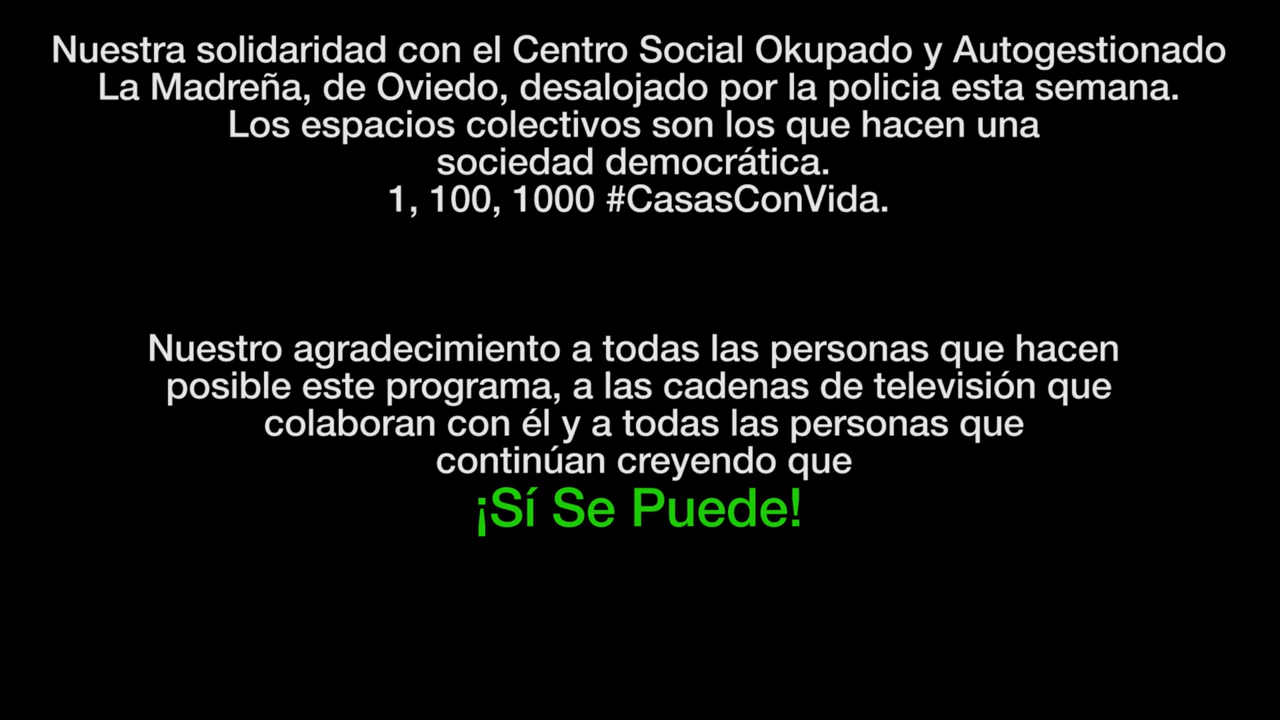 Nuestra solidaridad con el Centro Social Okupado y Autogestionado
La Madreña, de Oviedo, desalojado por la policia esta semana.
Los espacios colectivos son los que hacen una
sociedad democrática.
1, 100, 1000 #CasasConVida.
Nuestro agradecimiento a todas las personas que hacen
posible este programa, a las cadenas de televisión que
colaboran con él y a todas las personas que
continúan creyendo que
¡Sí Se Puede!